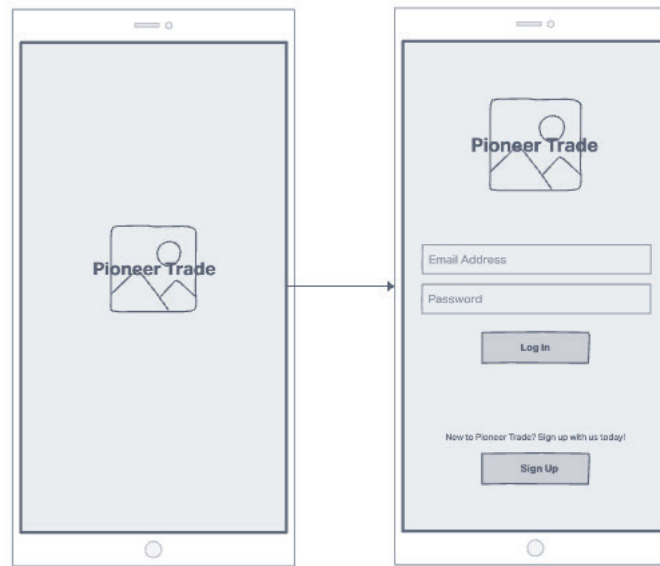 Pioneer Trade
Pioneer Trade
Email Address
Password
Log In
New to Pioneer Trade? Sign up with us today!
Sign Up